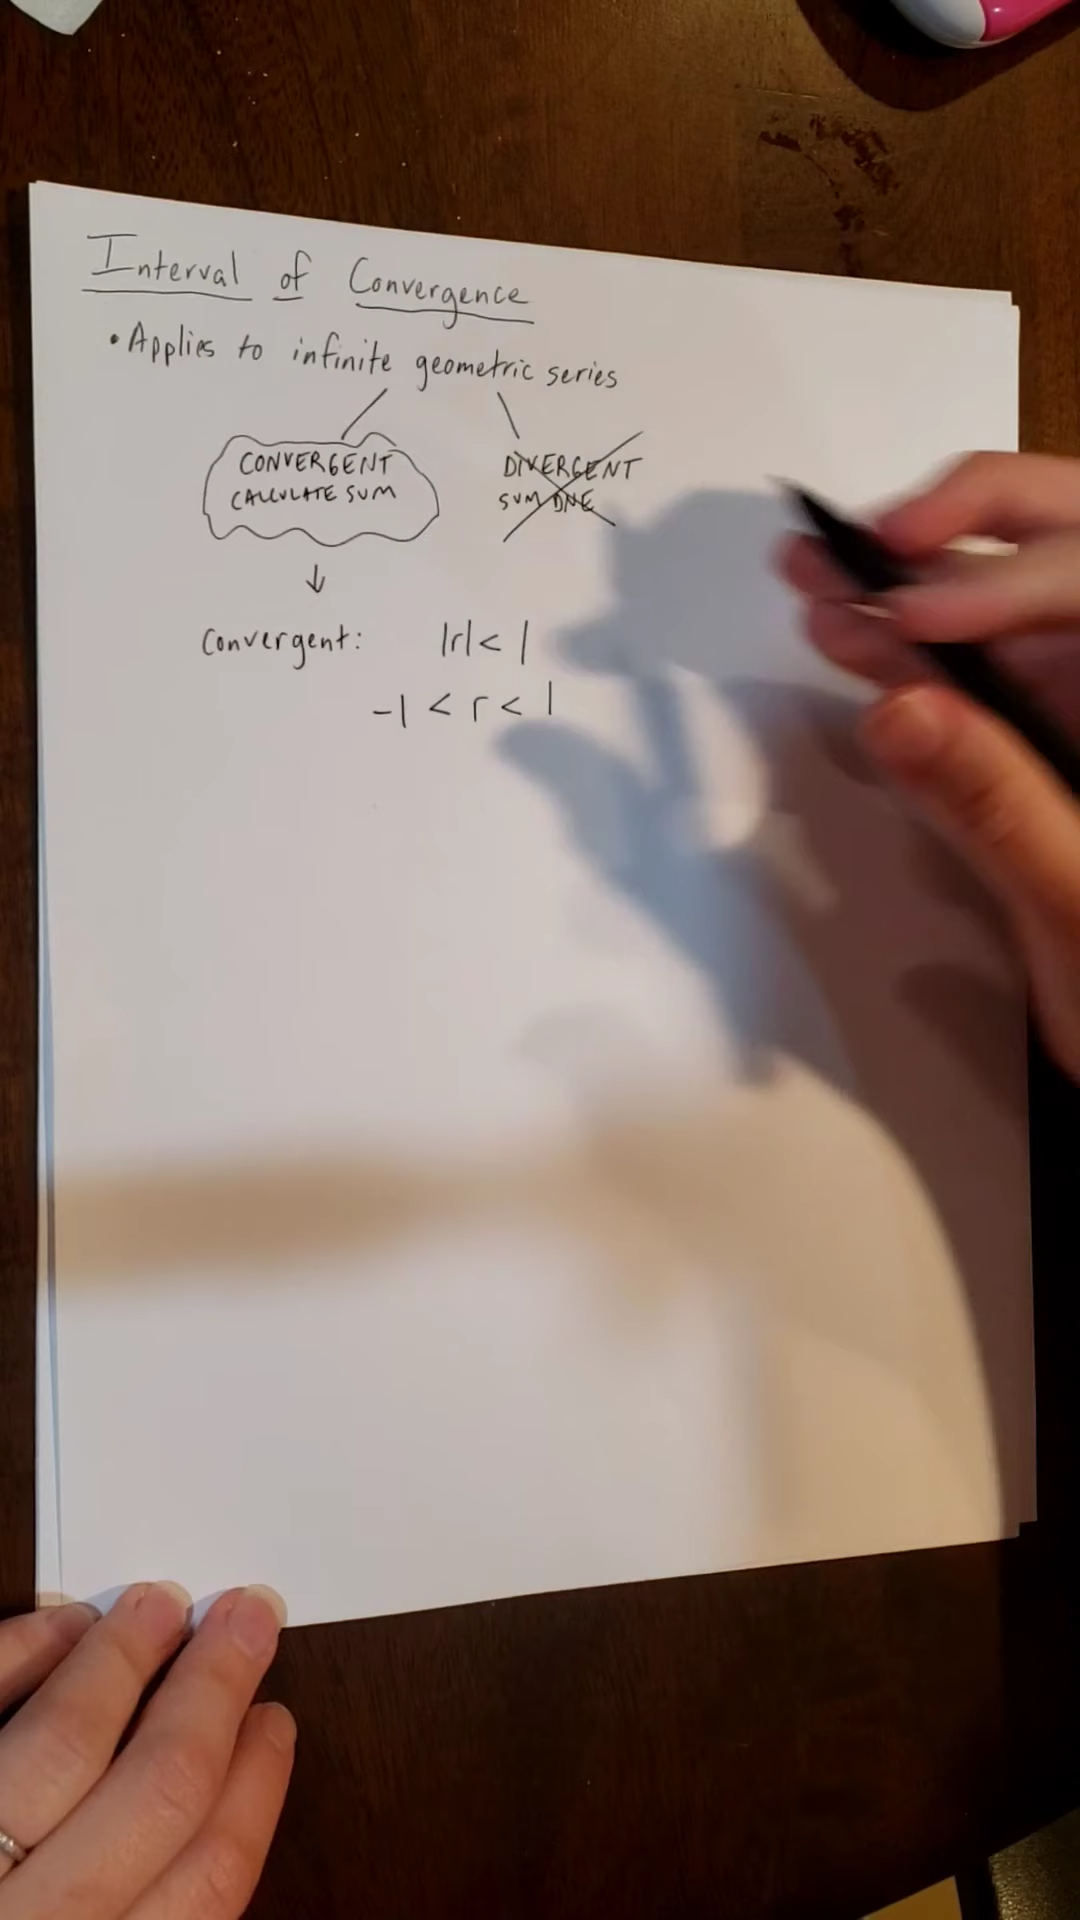 Interval of Convergence
• Applies to infinite geometric series
CONVERGENT
CALCULATE SUM
DIVERGENT
SUM DNE
↓
Convergent: |r| < 1
-1 < r < 1